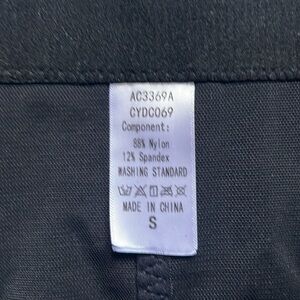 AC3369A
CYDC069
Component:
88% Nylon
12% Spandex
WASHING STANDARD
MADE IN CHINA
S